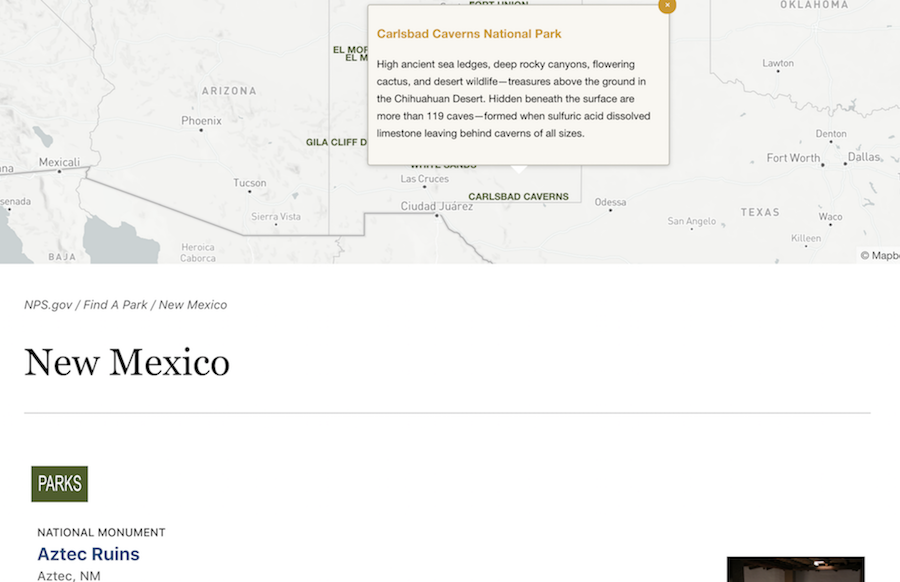 FORT UNION
OKLAHOMA
×
Carlsbad Caverns National Park
EL MOR
EL M
High ancient sea ledges, deep rocky canyons, flowering
cactus, and desert wildlife—treasures above the ground in
the Chihuahuan Desert. Hidden beneath the surface are
more than 119 caves—formed when sulfuric acid dissolved
limestone leaving behind caverns of all sizes.
Lawton
ARIZONA
Phoenix
Denton
GILA CLIFF D
Fort Worth
Dallas
Mexicali
na
WHITE SANDS
Las Cruces
Tucson
CARLSBAD CAVERNS
senada
Ciudad Juárez
Odessa
Sierra Vista
San Angelo
TEXAS
Waco
Killeen
Heroica
Caborca
BAJA
© Mapb
NPS.gov / Find A Park / New Mexico
New Mexico
PARKS
NATIONAL MONUMENT
Aztec Ruins
Aztec, NM